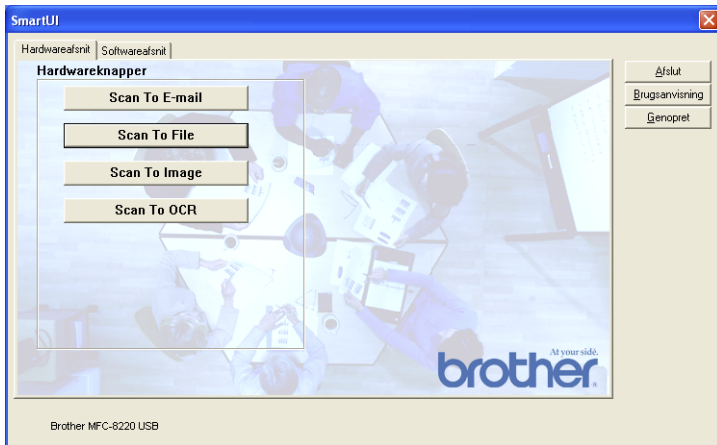 SmartUI
Hardwareafsnit
Softwareafsnit
Hardwareknapper
Scan To E-mail
Scan To File
Scan To Image
Scan To OCR
Afslut
Brugsanvisning
Genopret
At your side.
brother
Brother MFC-8220 USB